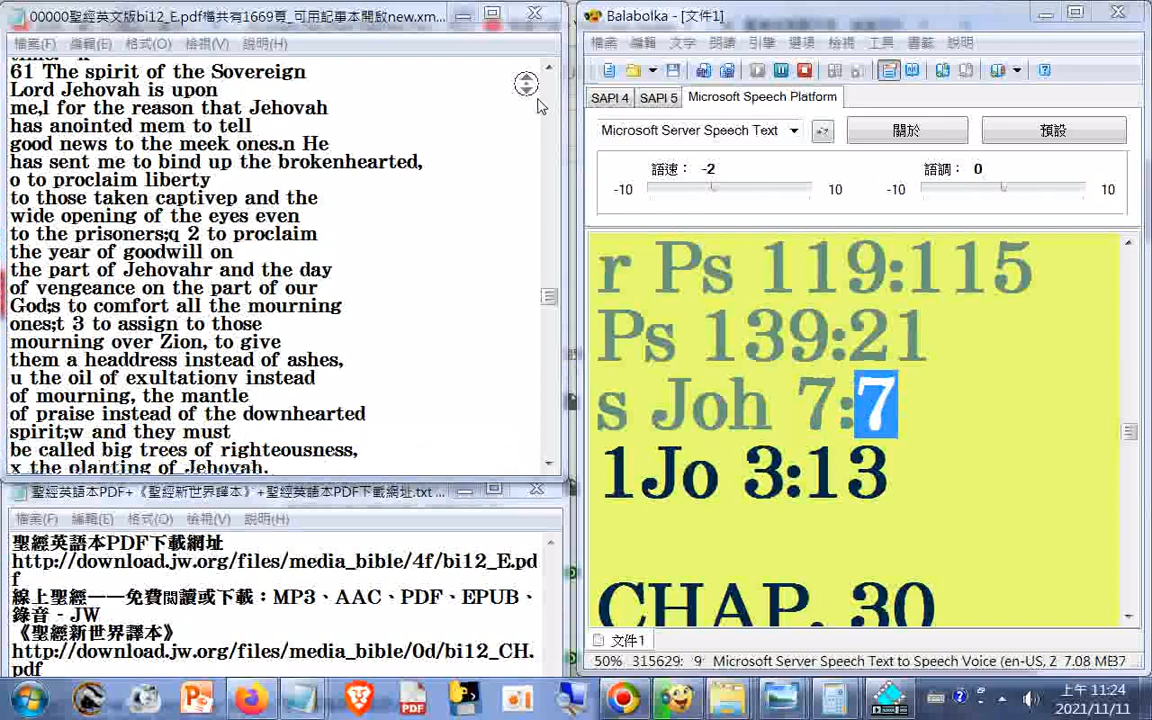 00000聖經英文版bi12_E.pdf檔共有1669頁_可用記事本開啟new.xm...
檔案(F) 編輯(E) 格式(O) 檢視(V) 說明(H)
61 The spirit of the Sovereign
Lord Jehovah is upon
me,l for the reason that Jehovah
has anointed mem to tell
good news to the meek ones.n He
has sent me to bind up the brokenhearted,
o to proclaim liberty
to those taken captivep and the
wide opening of the eyes even
to the prisoners;q 2 to proclaim
the year of goodwill on
the part of Jehovahr and the day
of vengeance on the part of our
God;s to comfort all the mourning
ones;t 3 to assign to those
mourning over Zion, to give
them a headdress instead of ashes,
u the oil of exultationv instead
of mourning, the mantle
of praise instead of the downhearted
spirit;w and they must
be called big trees of righteousness,
x the planting of Jehovah,
聖經英語本PDF+《聖經新世界譯本》+聖經英語本PDF下載網址.txt ...
檔案(F) 編輯(E) 格式(O) 檢視(V) 說明(H)
聖經英語本PDF下載網址
http://download.jw.org/files/media_bible/4f/bi12_E.pd
f
線上聖經——免費閱讀或下載：MP3、AAC、PDF、EPUB、
錄音 - JW
《聖經新世界譯本》
http://download.jw.org/files/media_bible/0d/bi12_CH.
pdf
Balabolka - [文件1]
檔案 編輯 文字 朗讀 引擎 選項 檢視 工具 書籤 說明
SAPI 4 SAPI 5 Microsoft Speech Platform
Microsoft Server Speech Text 關於 預設
語速： -2 語調： 0
-10 10 -10 10
r Ps 119:115
Ps 139:21
s Joh 7:7
1Jo 3:13
CHAP. 30
文件1
50% 315629: 9 Microsoft Server Speech Text to Speech Voice (en-US, Z 7.08 MB37
PDF
上午 11:24
2021/11/11